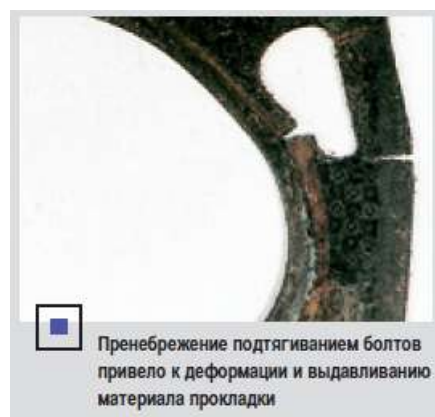 Пренебрежение подтягиванием болтов
привело к деформации и выдавливанию
материала прокладки